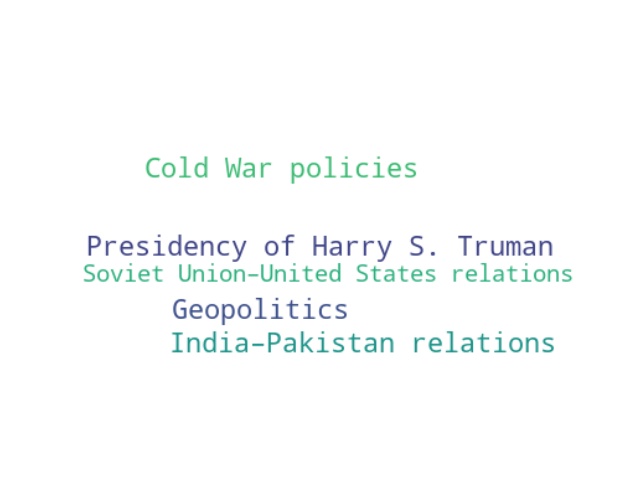 Cold War policies
Presidency of Harry S. Truman
Soviet Union–United States relations
Geopolitics
India–Pakistan relations